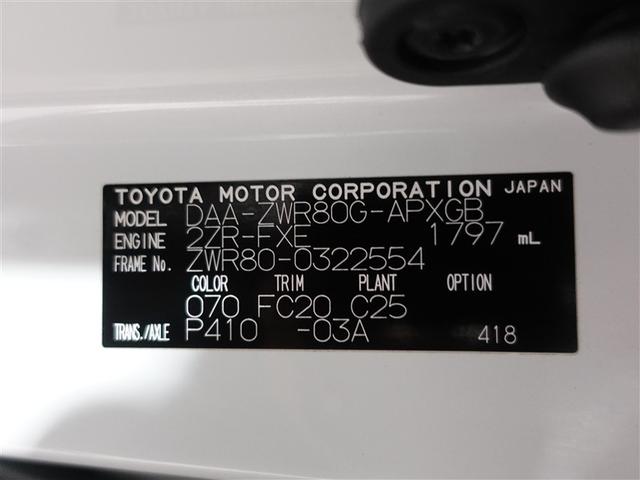 TOYOTA MOTOR CORPORATION JAPAN
MODEL DAA-ZWR80G-APXGB
ENGINE 2ZR-FXE 1797 mL
FRAME No. ZWR80-0322554
COLOR TRIM PLANT OPTION
070 FC20 C25
TRANS./AXLE P410 -03A 418